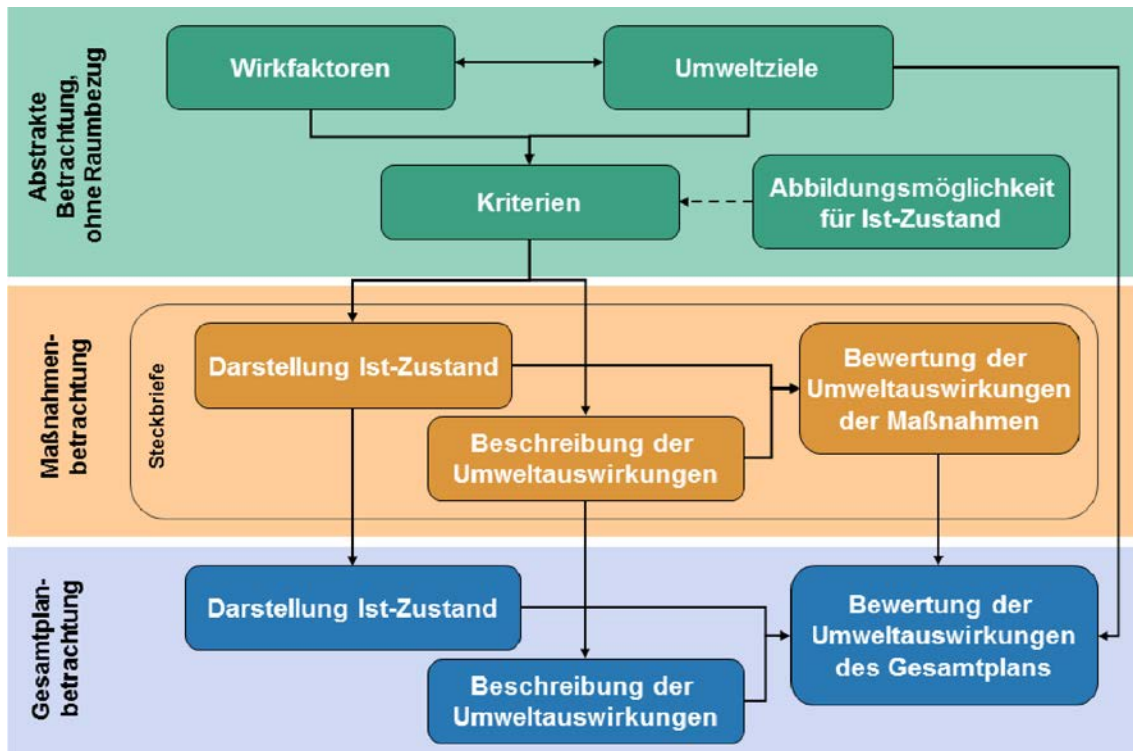 Abstrakte
Betrachtung,
ohne Raumbezug
Wirkfaktoren
Umweltziele
Kriterien
Abbildungsmöglichkeit
für Ist-Zustand
Maßnahmen-
betrachtung
Steckbriefe
Darstellung Ist-Zustand
Beschreibung der
Umweltauswirkungen
Bewertung der
Umweltauswirkungen
der Maßnahmen
Gesamtplan-
betrachtung
Darstellung Ist-Zustand
Beschreibung der
Umweltauswirkungen
Bewertung der
Umweltauswirkungen
des Gesamtplans